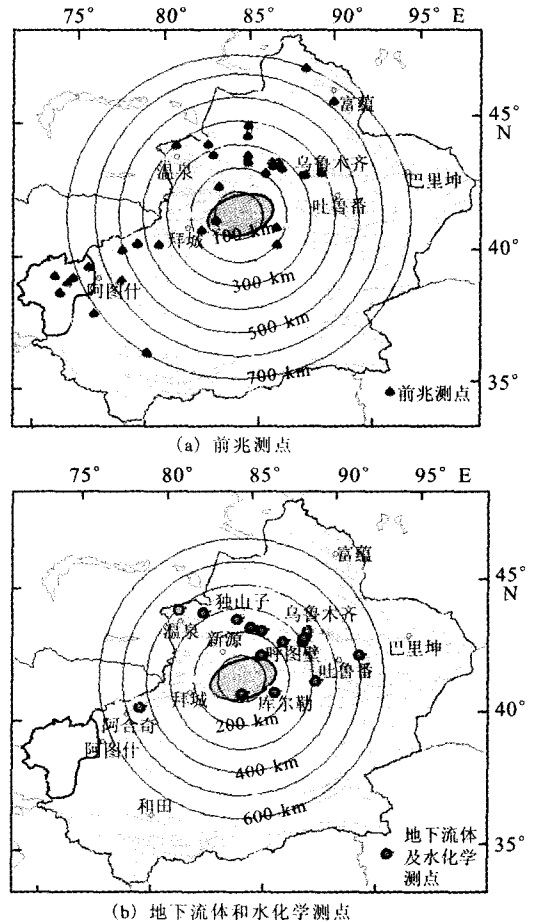 75° 80° 85° 90° 95° E
45°
N
富蕴
温泉
乌鲁木齐
巴里坤
吐鲁番
拜城
100 km
40°
阿图什
300 km
500 km
700 km
35°
前兆测点
(a) 前兆测点
75° 80° 85° 90° 95° E
富蕴
45°
N
独山子
乌鲁木齐
温泉
新源
呼图壁
巴里坤
吐鲁番
拜城
库尔勒
200 km
40°
阿合奇
阿图什
400 km
和田
600 km
地下流体
及水化学
测点
35°
(b) 地下流体和水化学测点